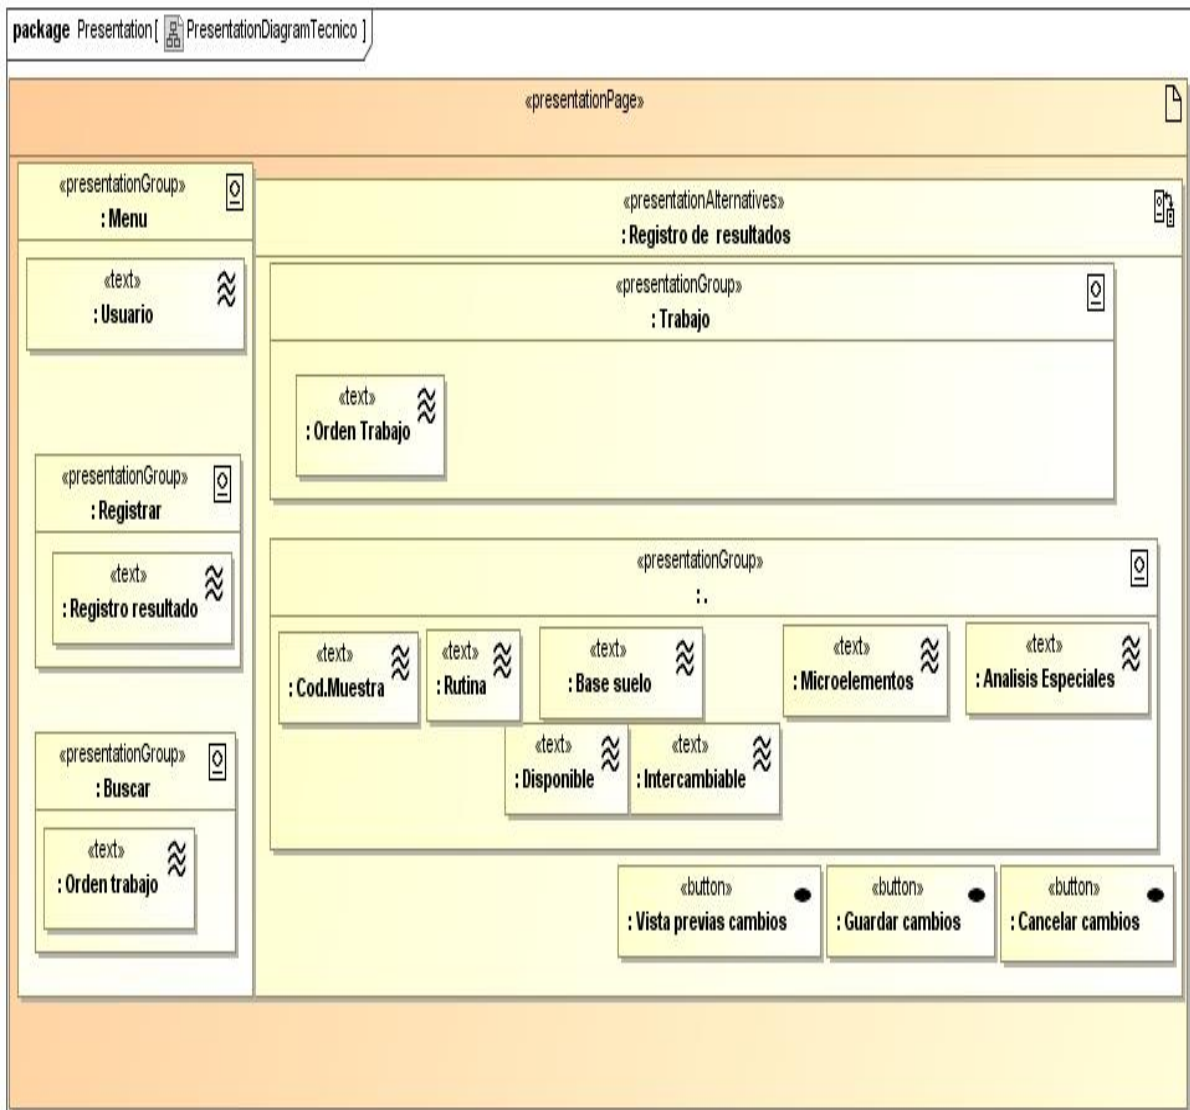 package Presentation[ PresentationDiagramTecnico ]
«presentationPage»
«presentationGroup»
: Menu
«text»
: Usuario
«presentationGroup»
: Registrar
«text»
: Registro resultado
«presentationGroup»
: Buscar
«text»
: Orden trabajo
«presentationAlternatives»
: Registro de resultados
«presentationGroup»
: Trabajo
«text»
: Orden Trabajo
«presentationGroup»
: .
«text»
: Cod.Muestra
«text»
: Rutina
«text»
: Base suelo
«text»
: Microelementos
«text»
: Analisis Especiales
«text»
: Disponible
«text»
: Intercambiable
«button»
: Vista previas cambios
«button»
: Guardar cambios
«button»
: Cancelar cambios